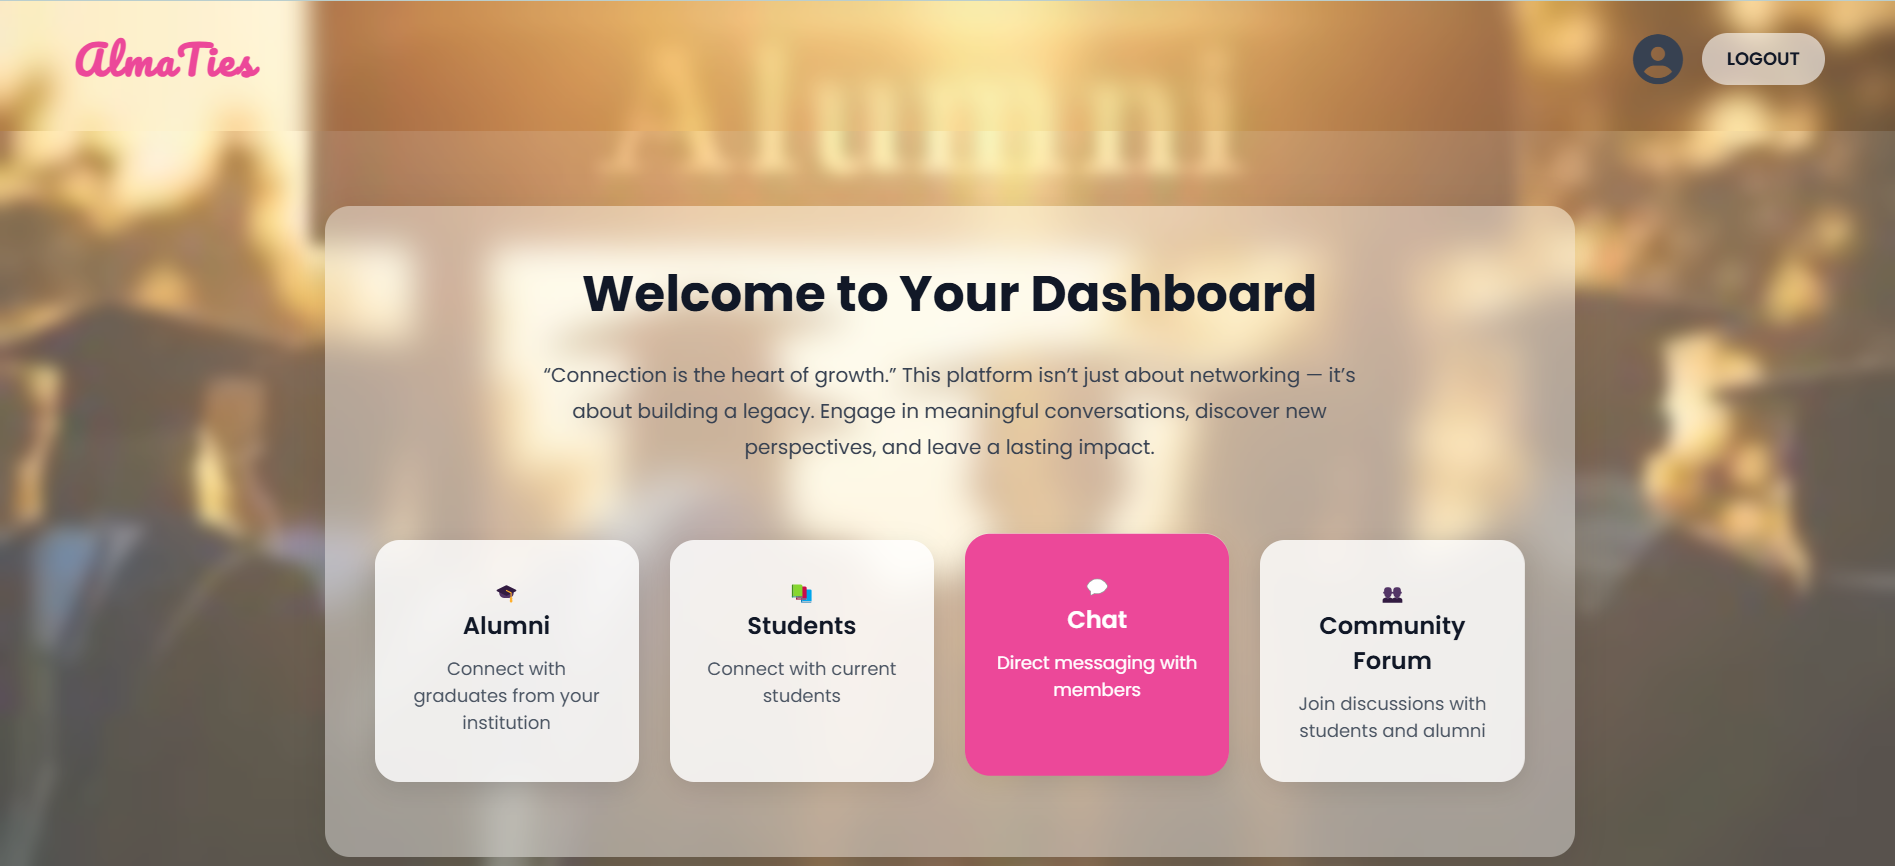 AlmaTies
LOGOUT
Alumni
Welcome to Your Dashboard
“Connection is the heart of growth.” This platform isn’t just about networking — it’s
about building a legacy. Engage in meaningful conversations, discover new
perspectives, and leave a lasting impact.
Alumni
Connect with
graduates from your
institution
Students
Connect with current
students
Chat
Direct messaging with
members
Community
Forum
Join discussions with
students and alumni